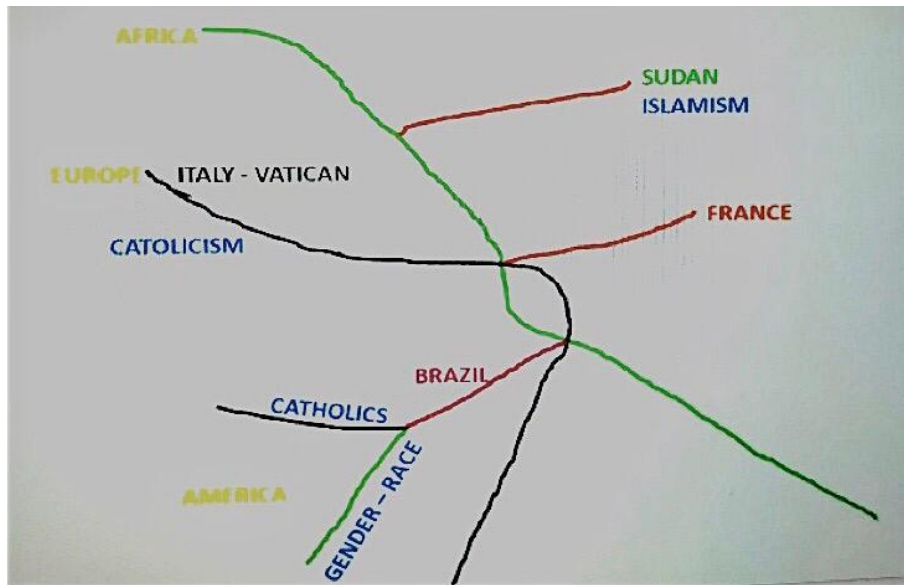 AFRICA
SUDAN
ISLAMISM
EUROPE
ITALY - VATICAN
FRANCE
CATOLICISM
BRAZIL
CATHOLICS
GENDER – RACE
AMERICA